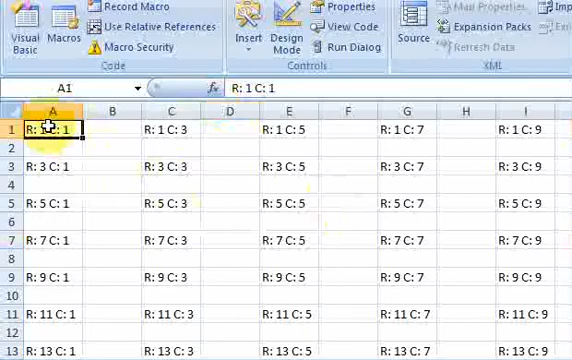 Record Macro
Use Relative References
Macro Security
Visual Basic
Macros
Code
Insert
Design Mode
Properties
View Code
Run Dialog
Controls
Source
Map Properties
Expansion Packs
Refresh Data
XML
A1 fx R: 1 C: 1
A B C D E F G H I
1 R: 1 C: 1 R: 1 C: 3 R: 1 C: 5 R: 1 C: 7 R: 1 C: 9
2
3 R: 3 C: 1 R: 3 C: 3 R: 3 C: 5 R: 3 C: 7 R: 3 C: 9
4
5 R: 5 C: 1 R: 5 C: 3 R: 5 C: 5 R: 5 C: 7 R: 5 C: 9
6
7 R: 7 C: 1 R: 7 C: 3 R: 7 C: 5 R: 7 C: 7 R: 7 C: 9
8
9 R: 9 C: 1 R: 9 C: 3 R: 9 C: 5 R: 9 C: 7 R: 9 C: 9
10
11 R: 11 C: 1 R: 11 C: 3 R: 11 C: 5 R: 11 C: 7 R: 11 C: 9
12
13 R: 13 C: 1 R: 13 C: 3 R: 13 C: 5 R: 13 C: 7 R: 13 C: 9